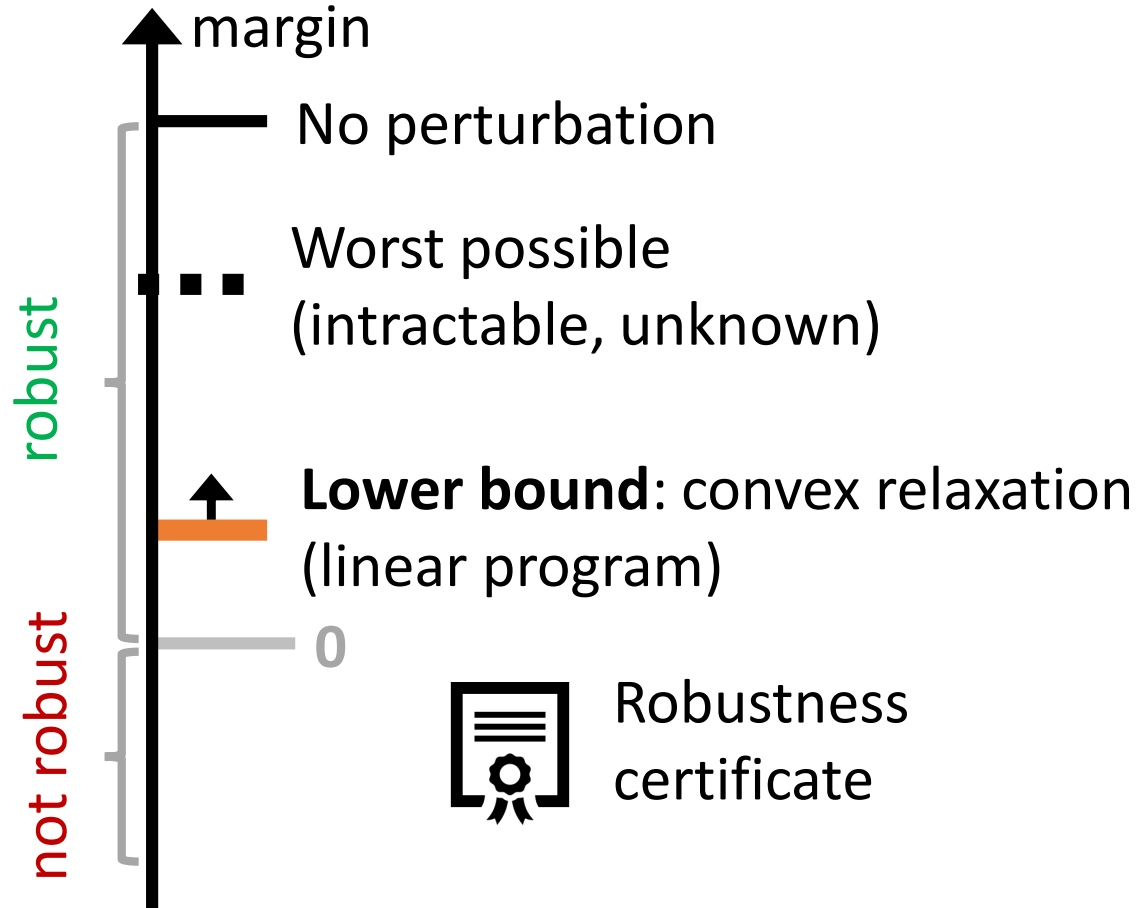 margin
No perturbation
Worst possible
(intractable, unknown)
robust
Lower bound: convex relaxation
(linear program)
0
not robust
Robustness
certificate